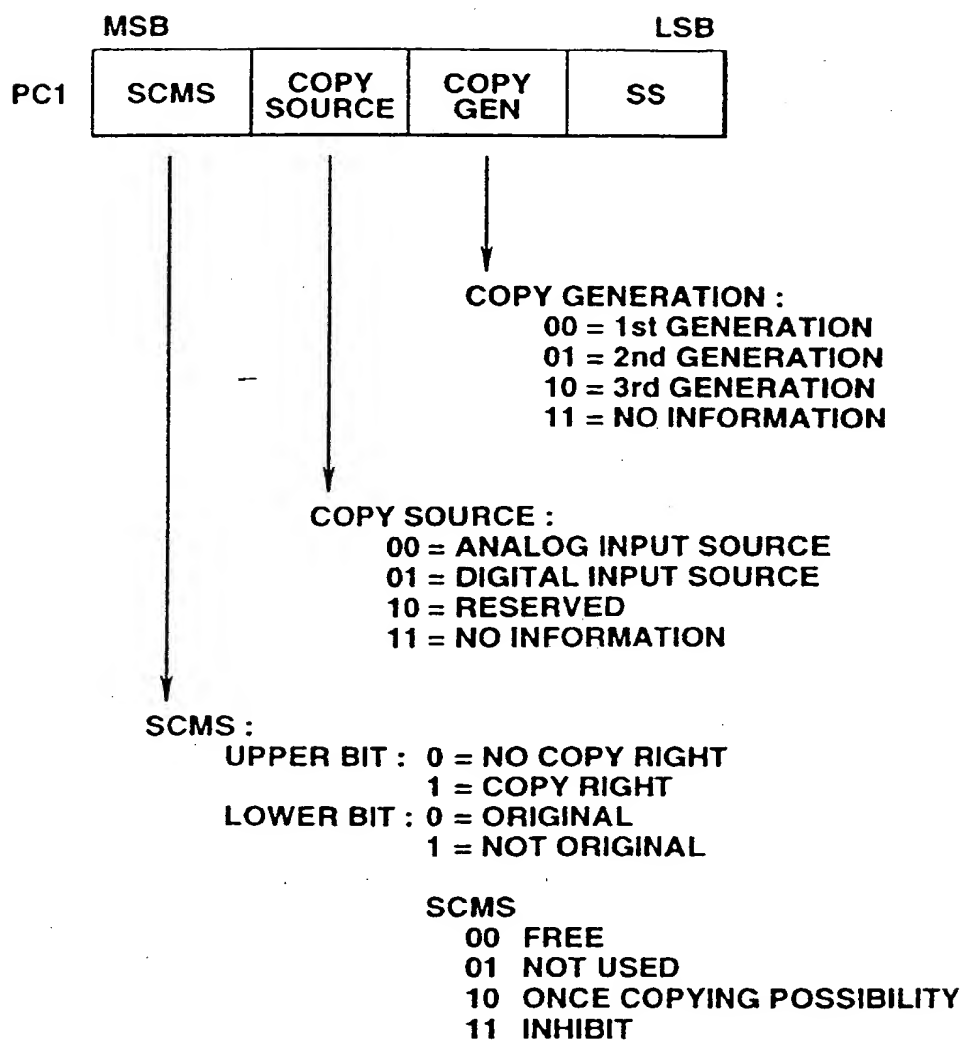 MSB LSB
PC1 SCMS COPY SOURCE COPY GEN SS
COPY GENERATION :
00 = 1st GENERATION
01 = 2nd GENERATION
10 = 3rd GENERATION
11 = NO INFORMATION
COPY SOURCE :
00 = ANALOG INPUT SOURCE
01 = DIGITAL INPUT SOURCE
10 = RESERVED
11 = NO INFORMATION
SCMS :
UPPER BIT : 0 = NO COPY RIGHT
1 = COPY RIGHT
LOWER BIT : 0 = ORIGINAL
1 = NOT ORIGINAL
SCMS
00 FREE
01 NOT USED
10 ONCE COPYING POSSIBILITY
11 INHIBIT